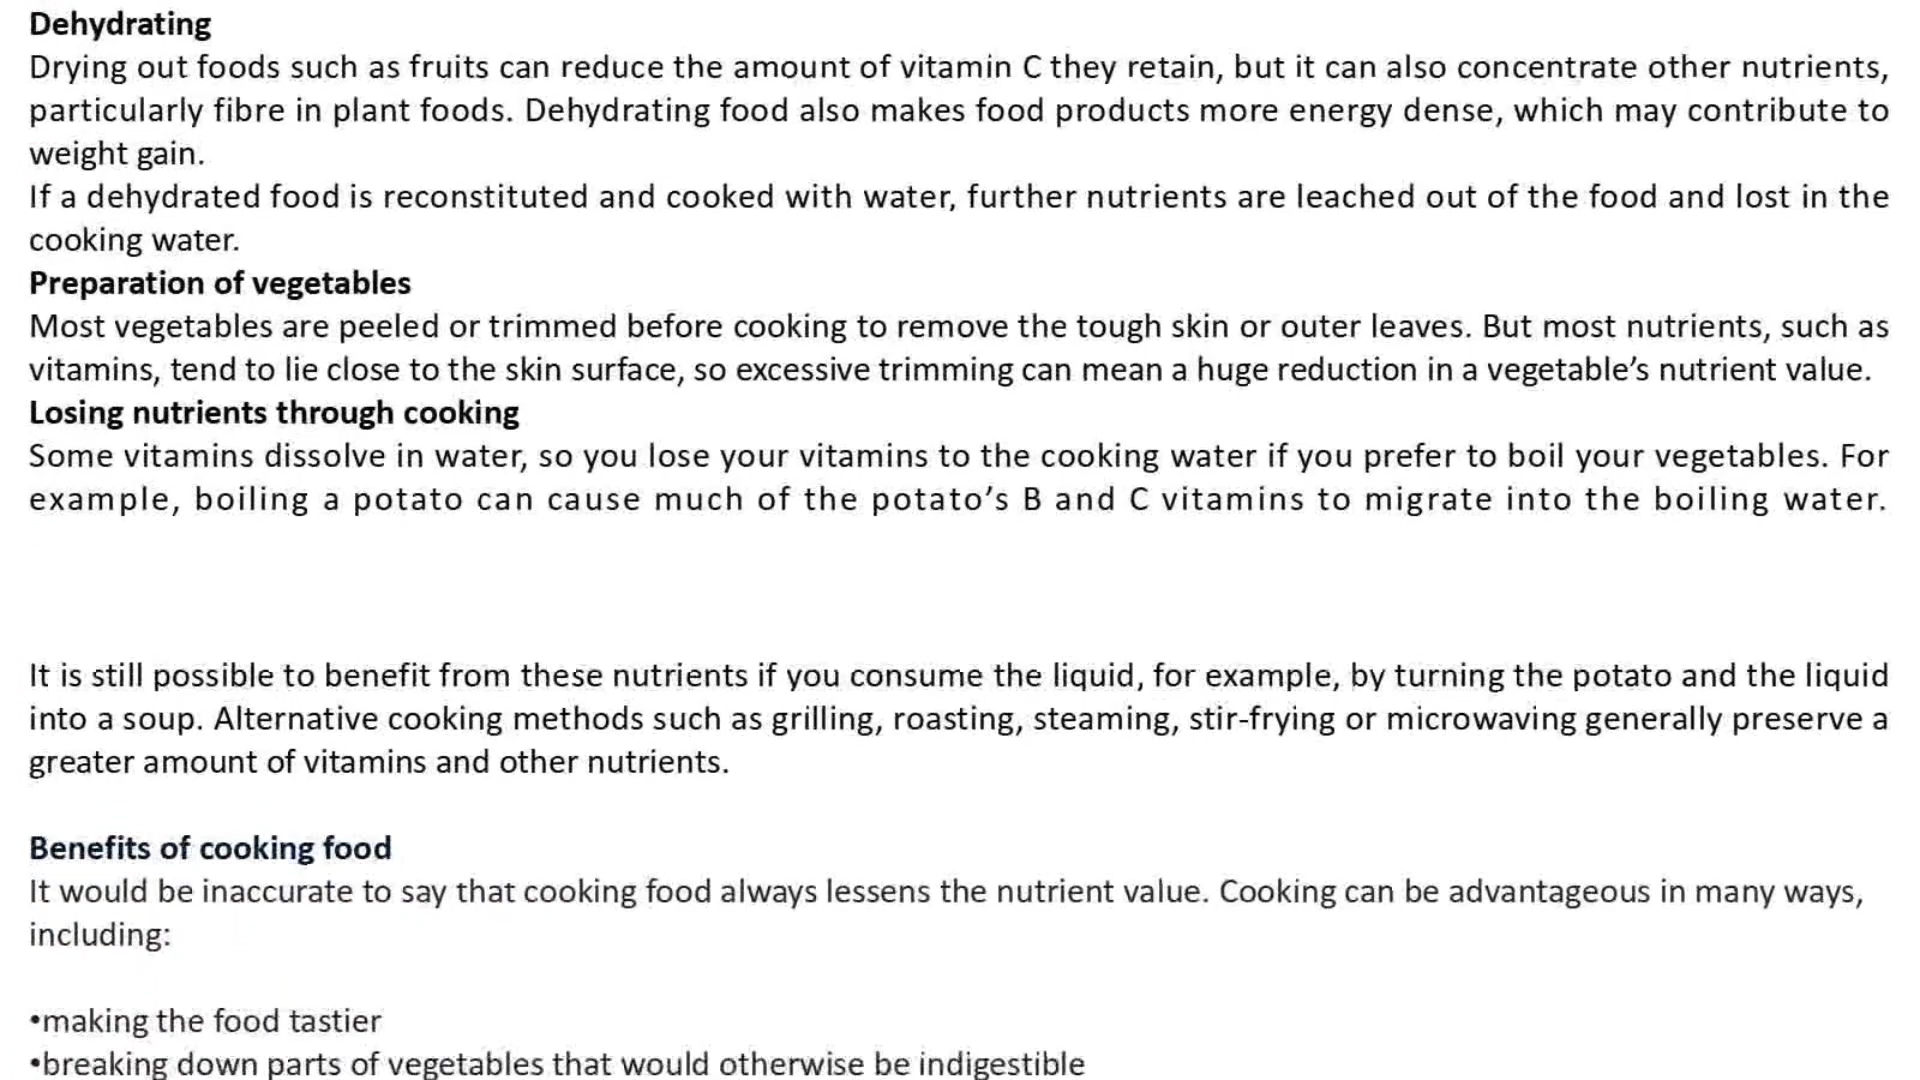 Dehydrating
Drying out foods such as fruits can reduce the amount of vitamin C they retain, but it can also concentrate other nutrients,
particularly fibre in plant foods. Dehydrating food also makes food products more energy dense, which may contribute to
weight gain.
If a dehydrated food is reconstituted and cooked with water, further nutrients are leached out of the food and lost in the
cooking water.
Preparation of vegetables
Most vegetables are peeled or trimmed before cooking to remove the tough skin or outer leaves. But most nutrients, such as
vitamins, tend to lie close to the skin surface, so excessive trimming can mean a huge reduction in a vegetable’s nutrient value.
Losing nutrients through cooking
Some vitamins dissolve in water, so you lose your vitamins to the cooking water if you prefer to boil your vegetables. For
example, boiling a potato can cause much of the potato’s B and C vitamins to migrate into the boiling water.
It is still possible to benefit from these nutrients if you consume the liquid, for example, by turning the potato and the liquid
into a soup. Alternative cooking methods such as grilling, roasting, steaming, stir-frying or microwaving generally preserve a
greater amount of vitamins and other nutrients.
Benefits of cooking food
It would be inaccurate to say that cooking food always lessens the nutrient value. Cooking can be advantageous in many ways,
including:
•making the food tastier
•breaking down parts of vegetables that would otherwise be indigestible